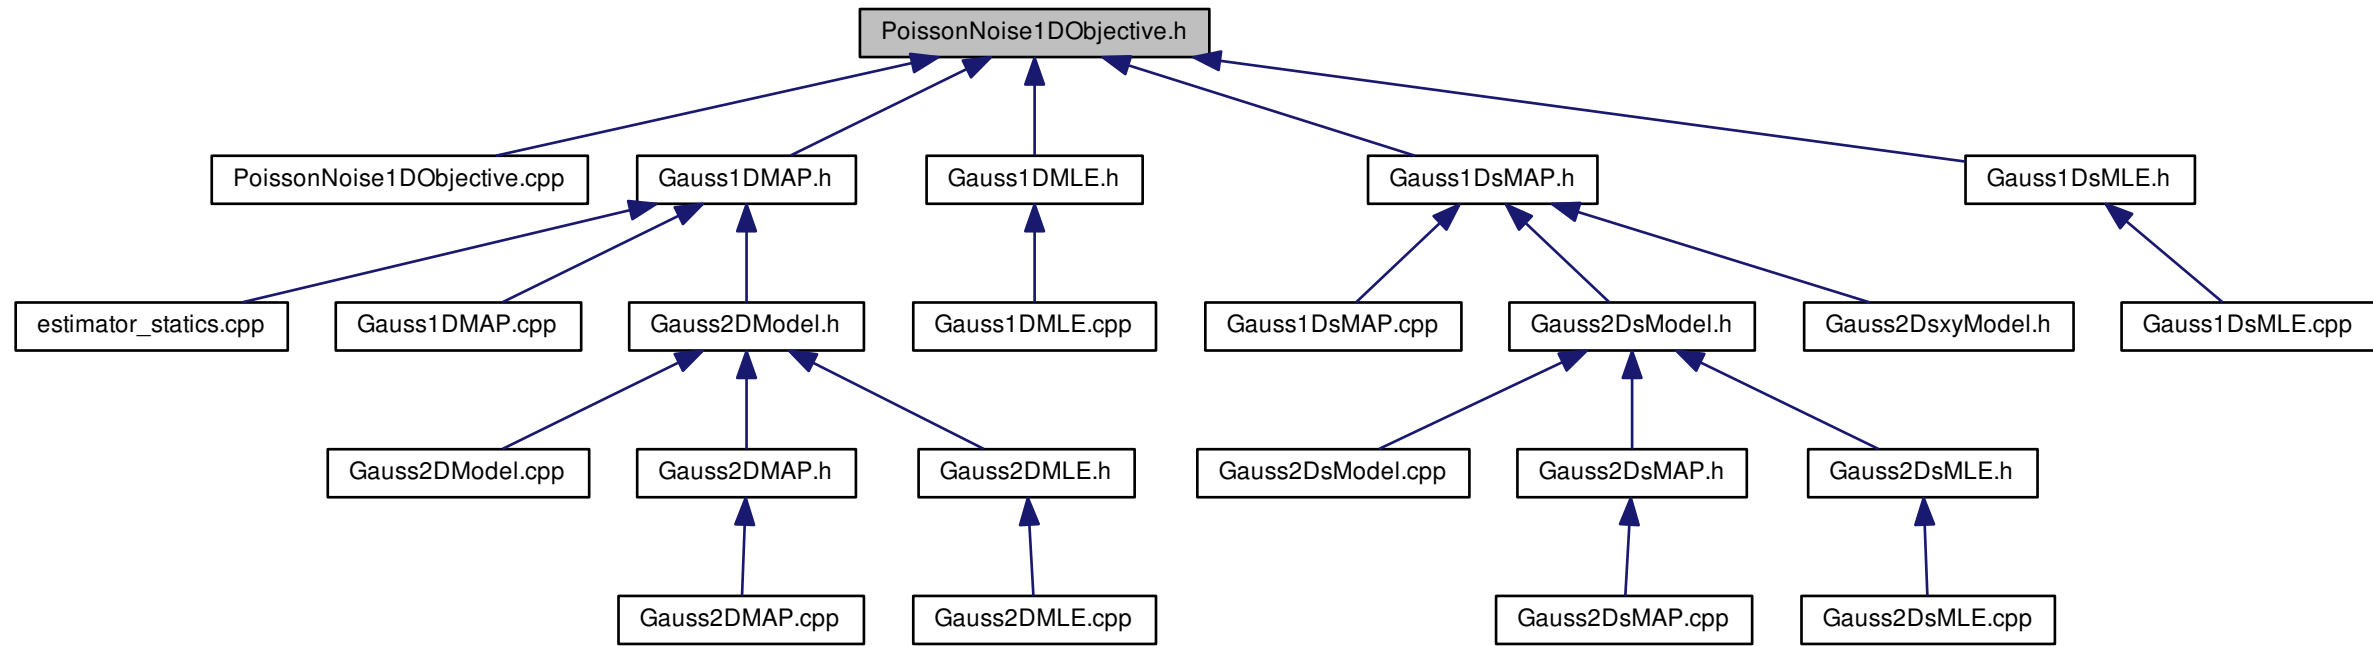 PoissonNoise1DObjective.h
PoissonNoise1DObjective.cpp
Gauss1DMAP.h
Gauss1DMLE.h
Gauss1DsMAP.h
Gauss1DsMLE.h
estimator_statics.cpp
Gauss1DMAP.cpp
Gauss2DModel.h
Gauss1DMLE.cpp
Gauss1DsMAP.cpp
Gauss2DsModel.h
Gauss2DsxyModel.h
Gauss1DsMLE.cpp
Gauss2DModel.cpp
Gauss2DMAP.h
Gauss2DMLE.h
Gauss2DsModel.cpp
Gauss2DsMAP.h
Gauss2DsMLE.h
Gauss2DMAP.cpp
Gauss2DMLE.cpp
Gauss2DsMAP.cpp
Gauss2DsMLE.cpp